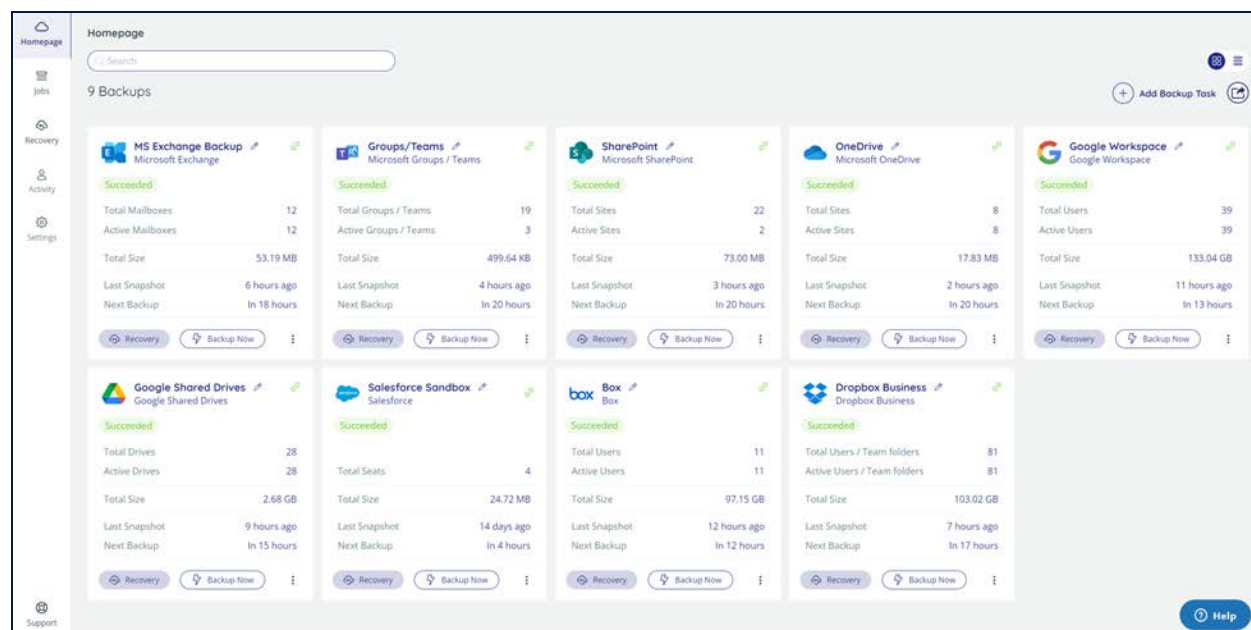 Homepage
Jobs
Recovery
Activity
Settings
Support
Homepage
Search
9 Backups
Add Backup Task
MS Exchange Backup
Microsoft Exchange
Succeeded
Total Mailboxes 12
Active Mailboxes 12
Total Size 53.19 MB
Last Snapshot 6 hours ago
Next Backup In 18 hours
Recovery Backup Now
Groups/Teams
Microsoft Groups / Teams
Succeeded
Total Groups / Teams 19
Active Groups / Teams 3
Total Size 499.64 KB
Last Snapshot 4 hours ago
Next Backup In 20 hours
Recovery Backup Now
SharePoint
Microsoft SharePoint
Succeeded
Total Sites 22
Active Sites 2
Total Size 73.00 MB
Last Snapshot 3 hours ago
Next Backup In 20 hours
Recovery Backup Now
OneDrive
Microsoft OneDrive
Succeeded
Total Sites 8
Active Sites 8
Total Size 17.83 MB
Last Snapshot 2 hours ago
Next Backup In 20 hours
Recovery Backup Now
Google Workspace
Google Workspace
Succeeded
Total Users 39
Active Users 39
Total Size 133.04 GB
Last Snapshot 11 hours ago
Next Backup In 13 hours
Recovery Backup Now
Google Shared Drives
Google Shared Drives
Succeeded
Total Drives 28
Active Drives 28
Total Size 2.68 GB
Last Snapshot 9 hours ago
Next Backup In 15 hours
Recovery Backup Now
Salesforce Sandbox
Salesforce
Succeeded
Total Seats 4
Total Size 24.72 MB
Last Snapshot 14 days ago
Next Backup In 4 hours
Recovery Backup Now
box Box
Box
Succeeded
Total Users 11
Active Users 11
Total Size 97.15 GB
Last Snapshot 12 hours ago
Next Backup In 12 hours
Recovery Backup Now
Dropbox Business
Dropbox Business
Succeeded
Total Users / Team folders 81
Active Users / Team folders 81
Total Size 103.02 GB
Last Snapshot 7 hours ago
Next Backup In 17 hours
Recovery Backup Now
Help